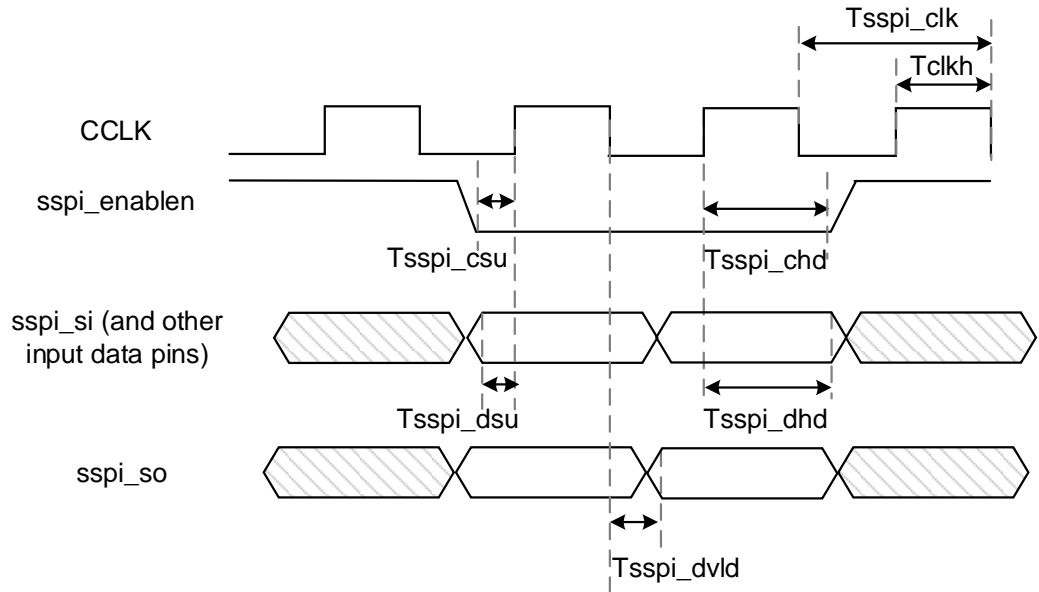 Tsspi_clk
Tclkh
CCLK
sspi_enablen
Tsspi_csu
Tsspi_chd
sspi_si (and other
input data pins)
Tsspi_dsu
Tsspi_dhd
sspi_so
Tsspi_dvld